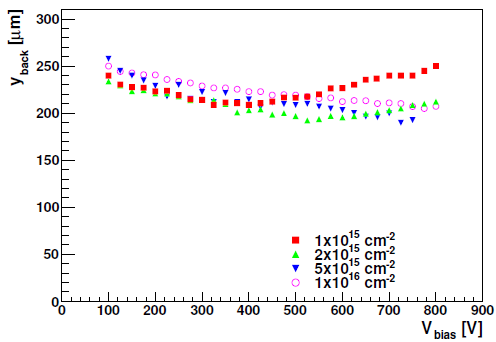 y_back [μm]
300
250
200
150
100
50
0
0 100 200 300 400 500 600 700 800 900
V_bias [V]
1x10^15 cm^-2
2x10^15 cm^-2
5x10^15 cm^-2
1x10^16 cm^-2